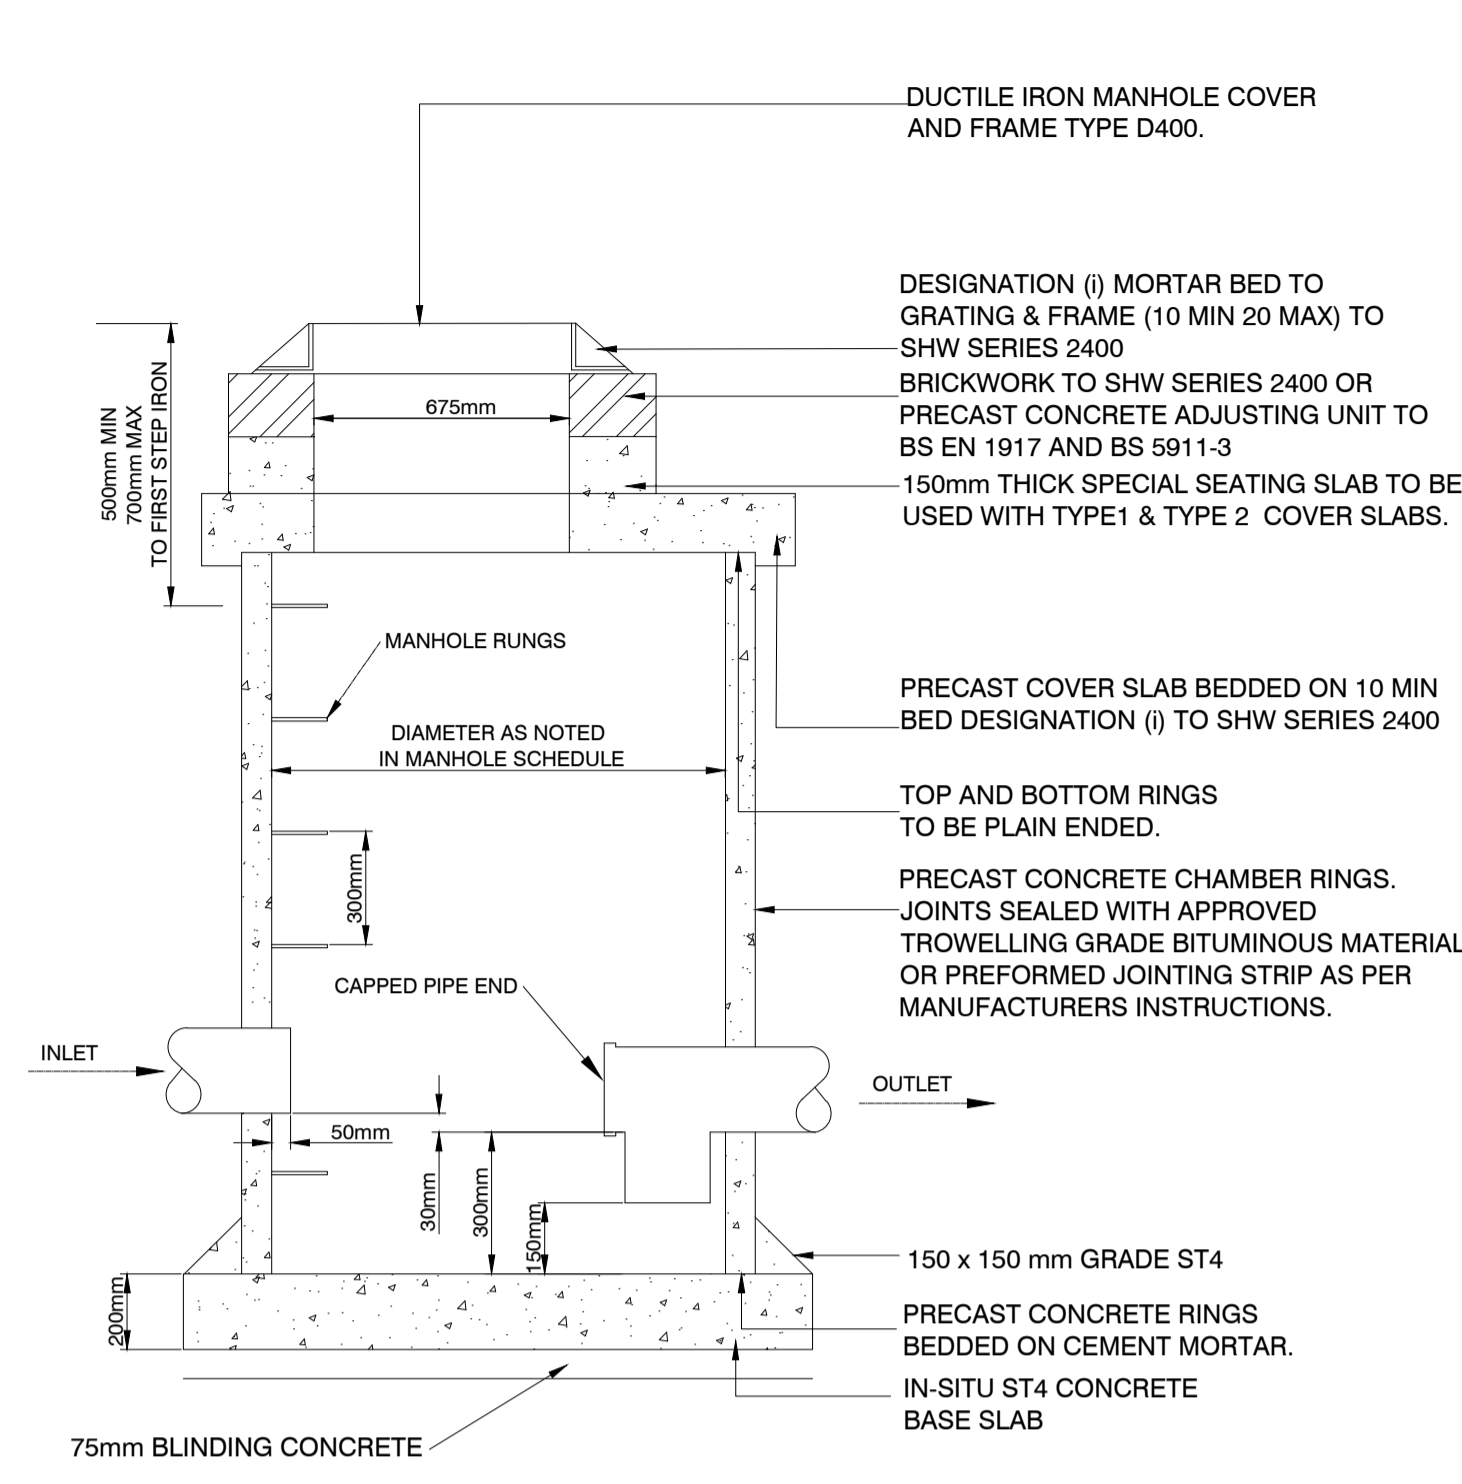 DUCTILE IRON MANHOLE COVER
AND FRAME TYPE D400.
DESIGNATION (i) MORTAR BED TO
GRATING & FRAME (10 MIN 20 MAX) TO
SHW SERIES 2400
BRICKWORK TO SHW SERIES 2400 OR
PRECAST CONCRETE ADJUSTING UNIT TO
BS EN 1917 AND BS 5911-3
150mm THICK SPECIAL SEATING SLAB TO BE
USED WITH TYPE1 & TYPE 2 COVER SLABS.
500mm MIN
700mm MAX
TO FIRST STEP IRON
675mm
MANHOLE RUNGS
DIAMETER AS NOTED
IN MANHOLE SCHEDULE
PRECAST COVER SLAB BEDDED ON 10 MIN
BED DESIGNATION (i) TO SHW SERIES 2400
TOP AND BOTTOM RINGS
TO BE PLAIN ENDED.
300mm
PRECAST CONCRETE CHAMBER RINGS.
JOINTS SEALED WITH APPROVED
TROWELLING GRADE BITUMINOUS MATERIAL
OR PREFORMED JOINTING STRIP AS PER
MANUFACTURERS INSTRUCTIONS.
CAPPED PIPE END
INLET
OUTLET
50mm
30mm
300mm
150mm
200mm
150 x 150 mm GRADE ST4
PRECAST CONCRETE RINGS
BEDDED ON CEMENT MORTAR.
IN-SITU ST4 CONCRETE
BASE SLAB
75mm BLINDING CONCRETE